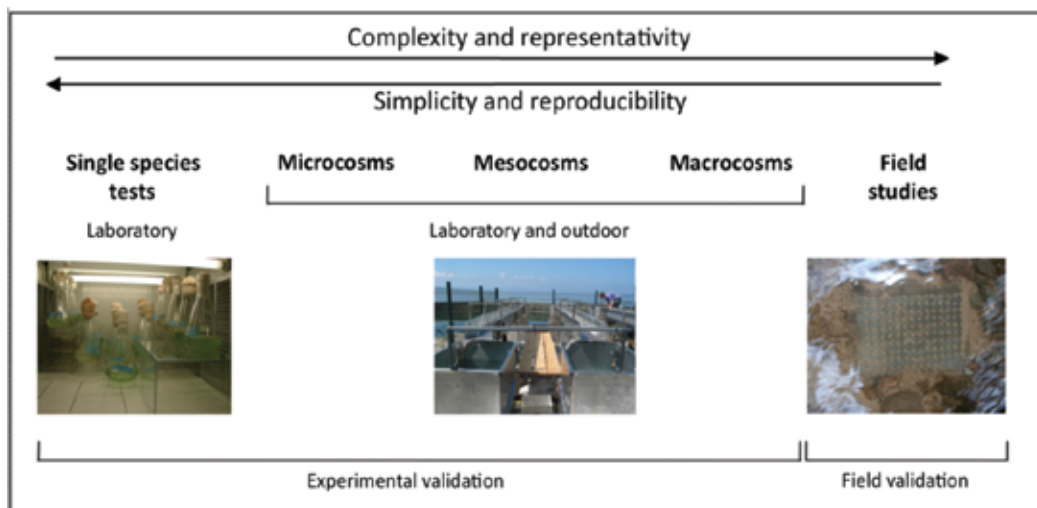 Complexity and representativity
Simplicity and reproducibility
Single species
tests
Microcosms
Mesocosms
Macrocosms
Field
studies
Laboratory
Laboratory and outdoor
Experimental validation
Field validation